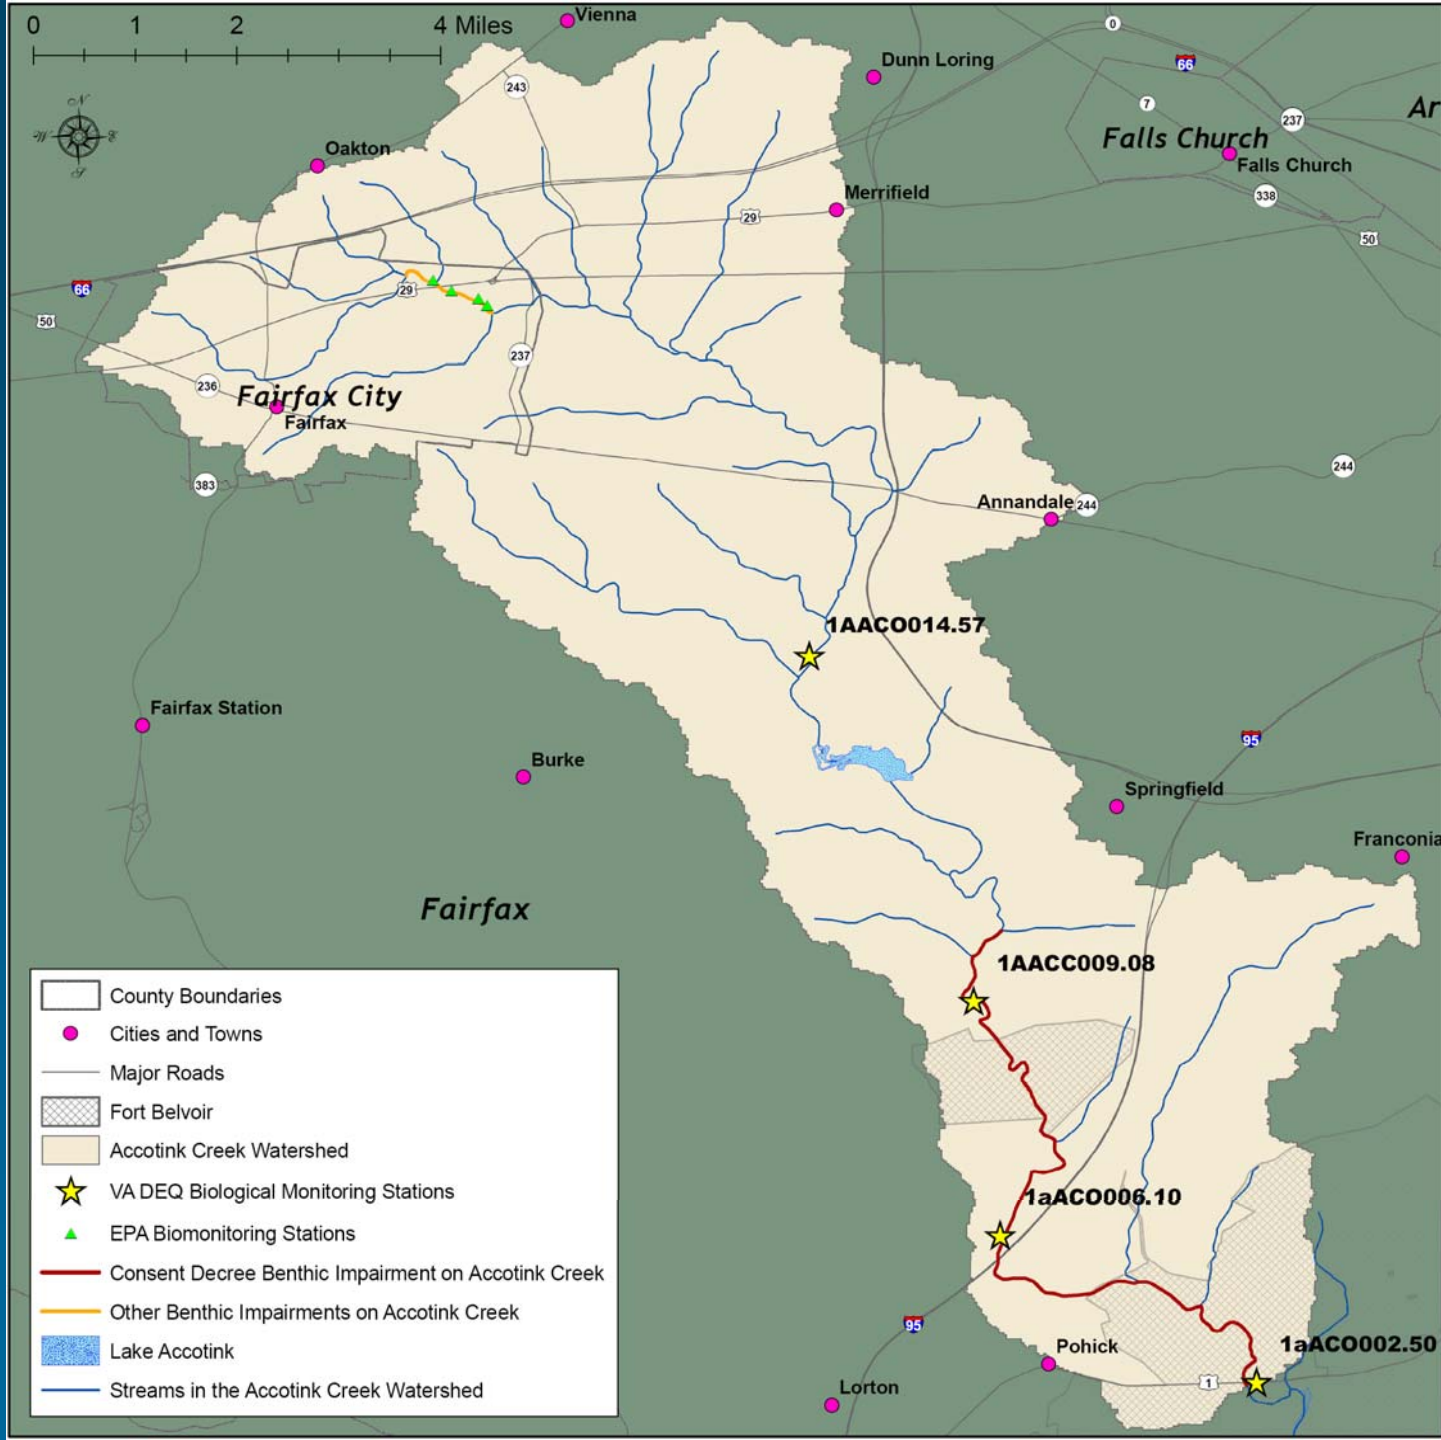 0 1 2 4 Miles
Vienna
0
Dunn Loring
66
243
7
Ar
237
Falls Church
Falls Church
N
W E
S
Oakton
Merrifield
338
29
50
66
29
50
237
236
Fairfax City
Fairfax
383
244
Annandale
244
1AACO014.57
Fairfax Station
95
Burke
Springfield
Franconia
Fairfax
1AACC009.08
1aACO006.10
95
Pohick
1aACO002.50
1
Lorton
County Boundaries
Cities and Towns
Major Roads
Fort Belvoir
Accotink Creek Watershed
VA DEQ Biological Monitoring Stations
EPA Biomonitoring Stations
Consent Decree Benthic Impairment on Accotink Creek
Other Benthic Impairments on Accotink Creek
Lake Accotink
Streams in the Accotink Creek Watershed